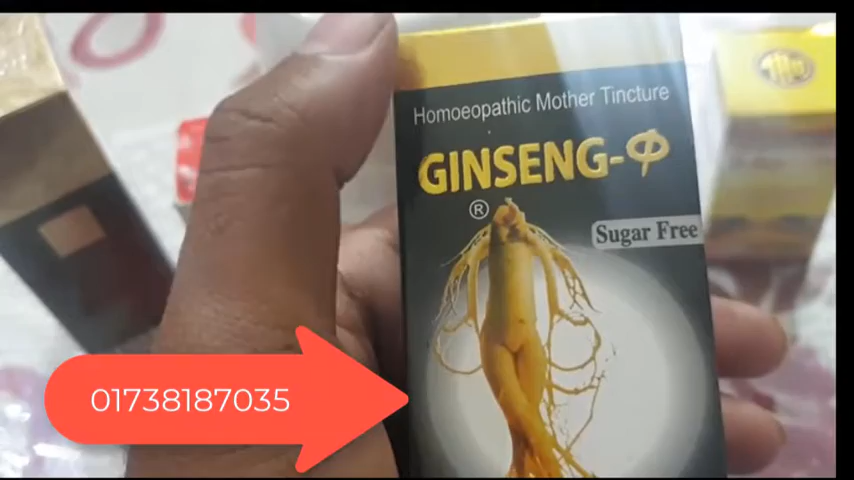 Homoeopathic Mother Tincture
GINSENG-Φ
®
Sugar Free
01738187035